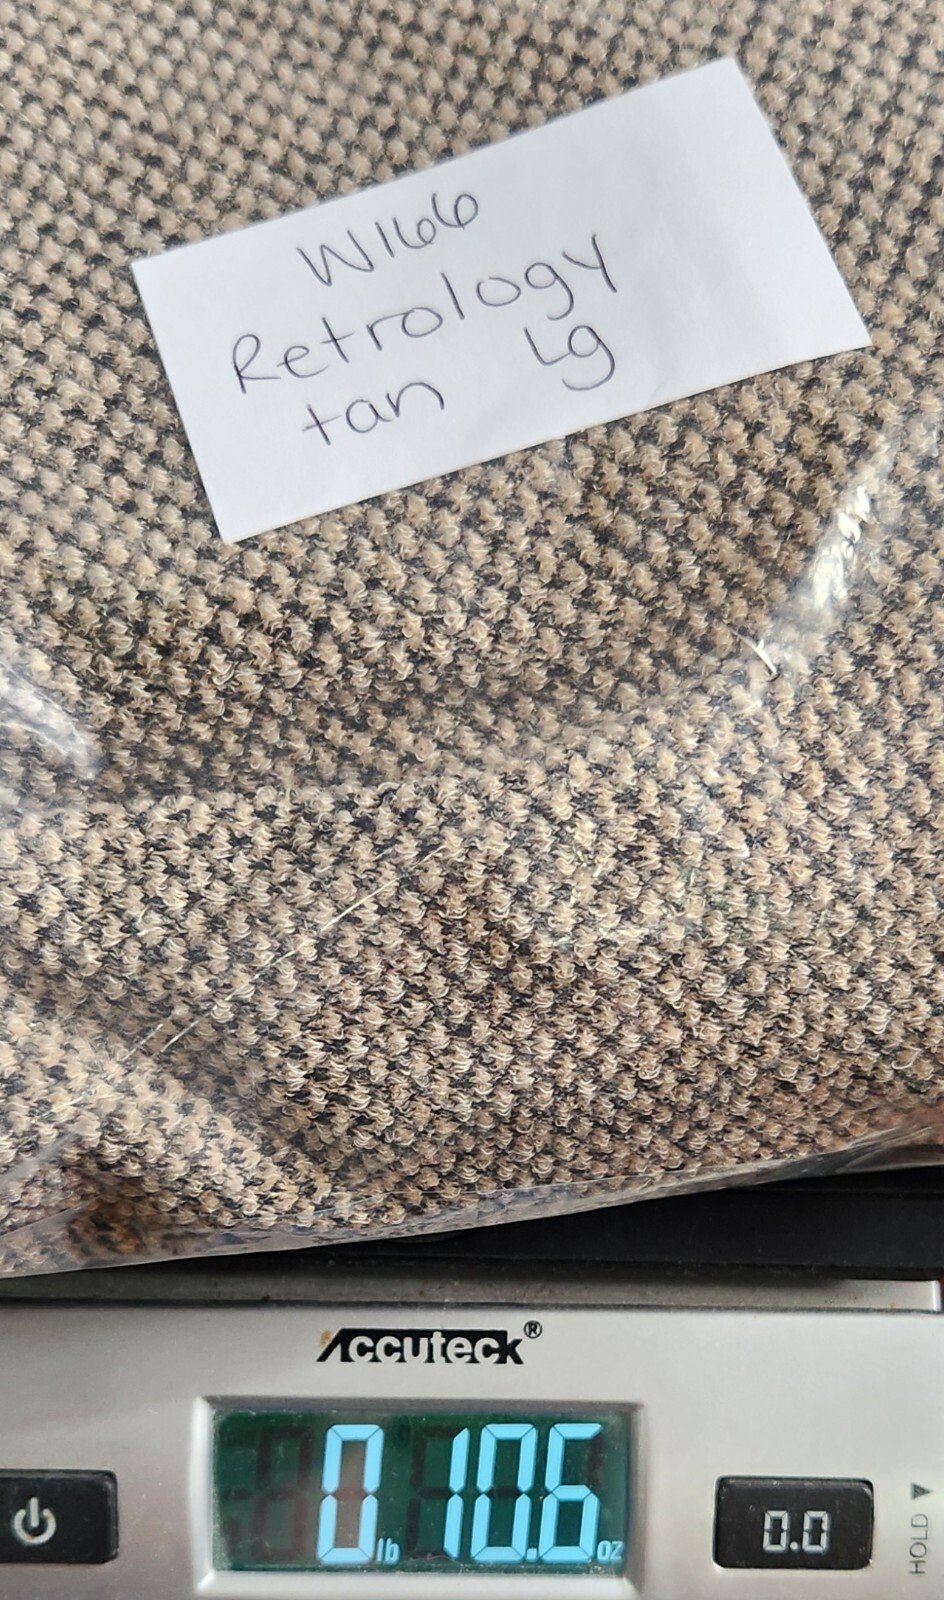 W166
Retrology
tan Lg
Accuteck®
0 lb 10.6 oz
0.0
HOLD